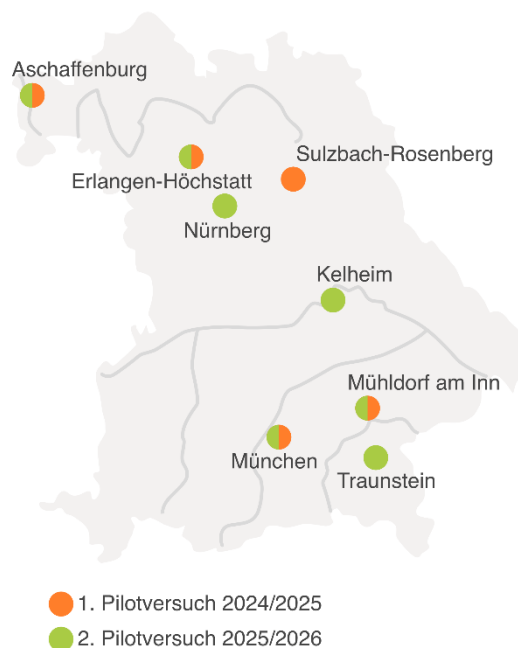 Aschaffenburg
Sulzbach-Rosenberg
Erlangen-Höchstatt
Nürnberg
Kelheim
Mühldorf am Inn
München
Traunstein
1. Pilotversuch 2024/2025
2. Pilotversuch 2025/2026